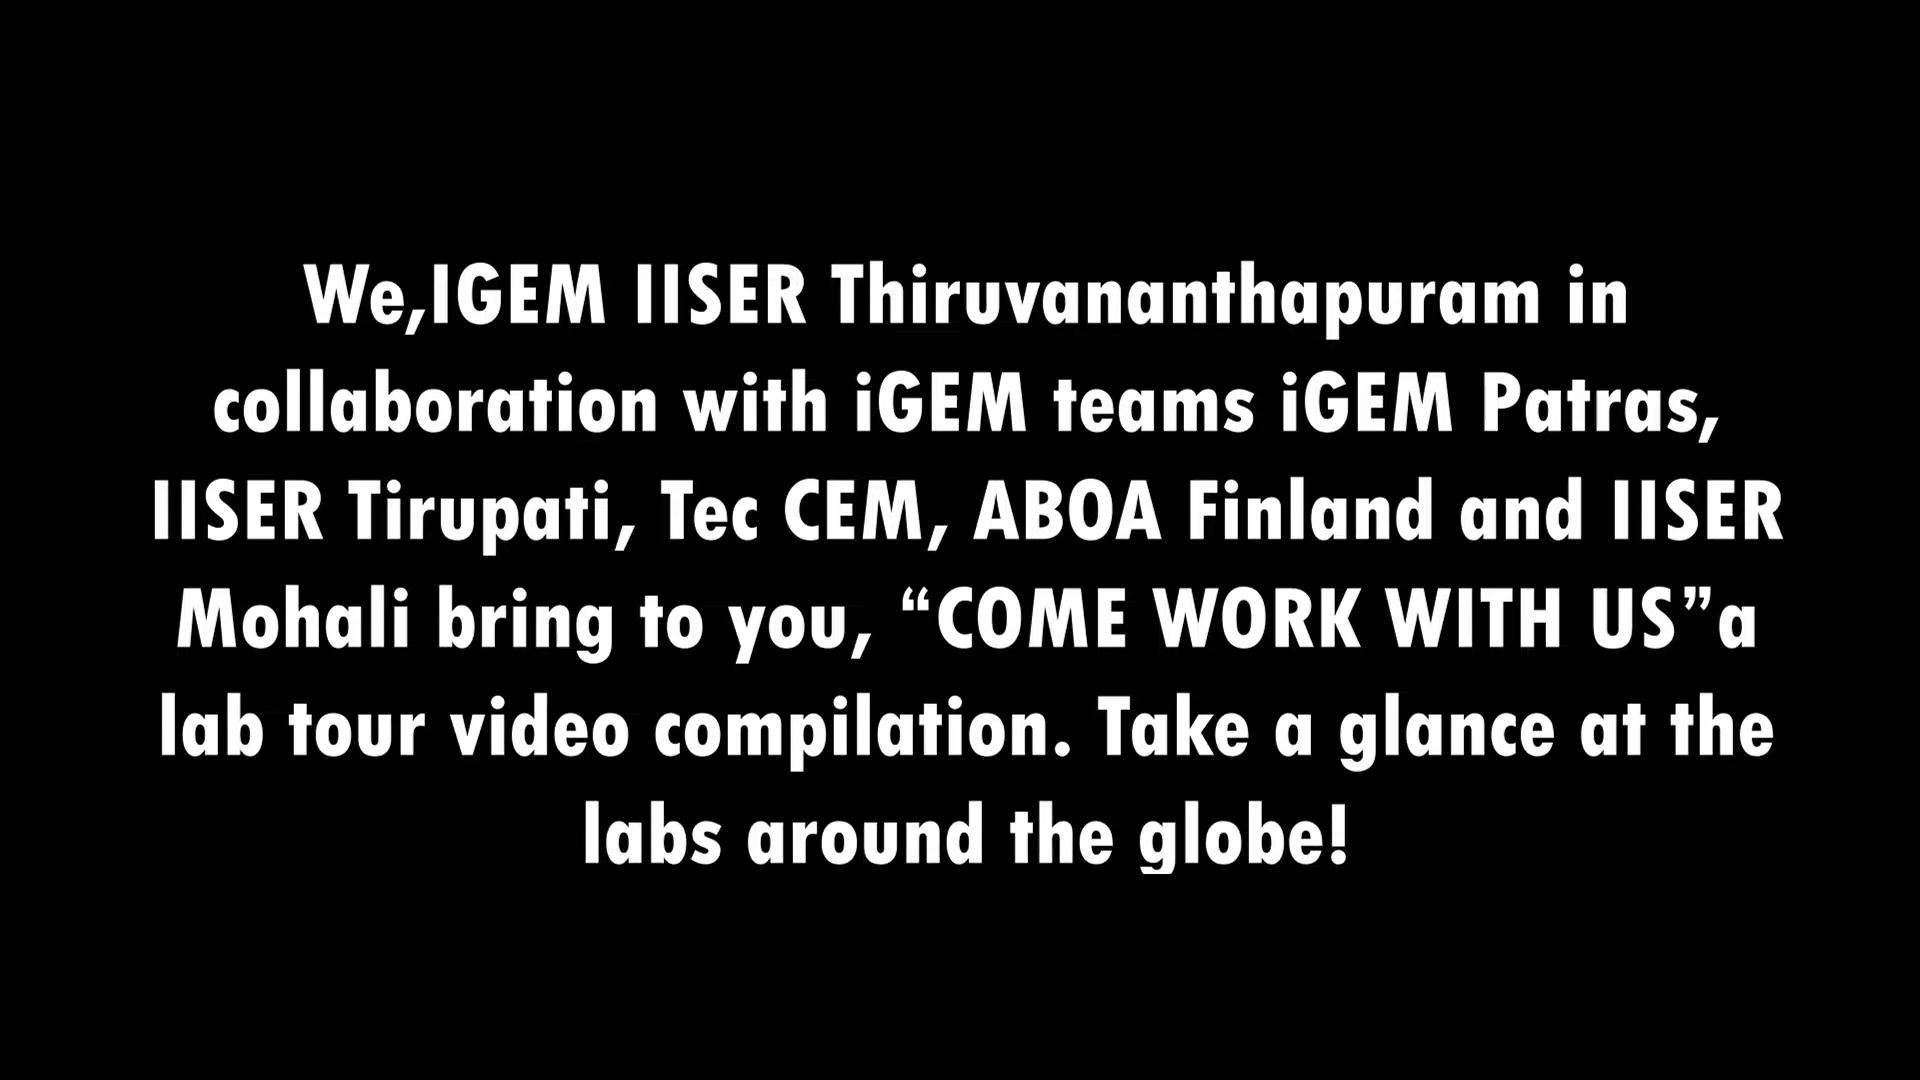 We,IGEM IISER Thiruvananthapuram in
collaboration with iGEM teams iGEM Patras,
IISER Tirupati, Tec CEM, ABOA Finland and IISER
Mohali bring to you, “COME WORK WITH US”a
lab tour video compilation. Take a glance at the
labs around the globe!